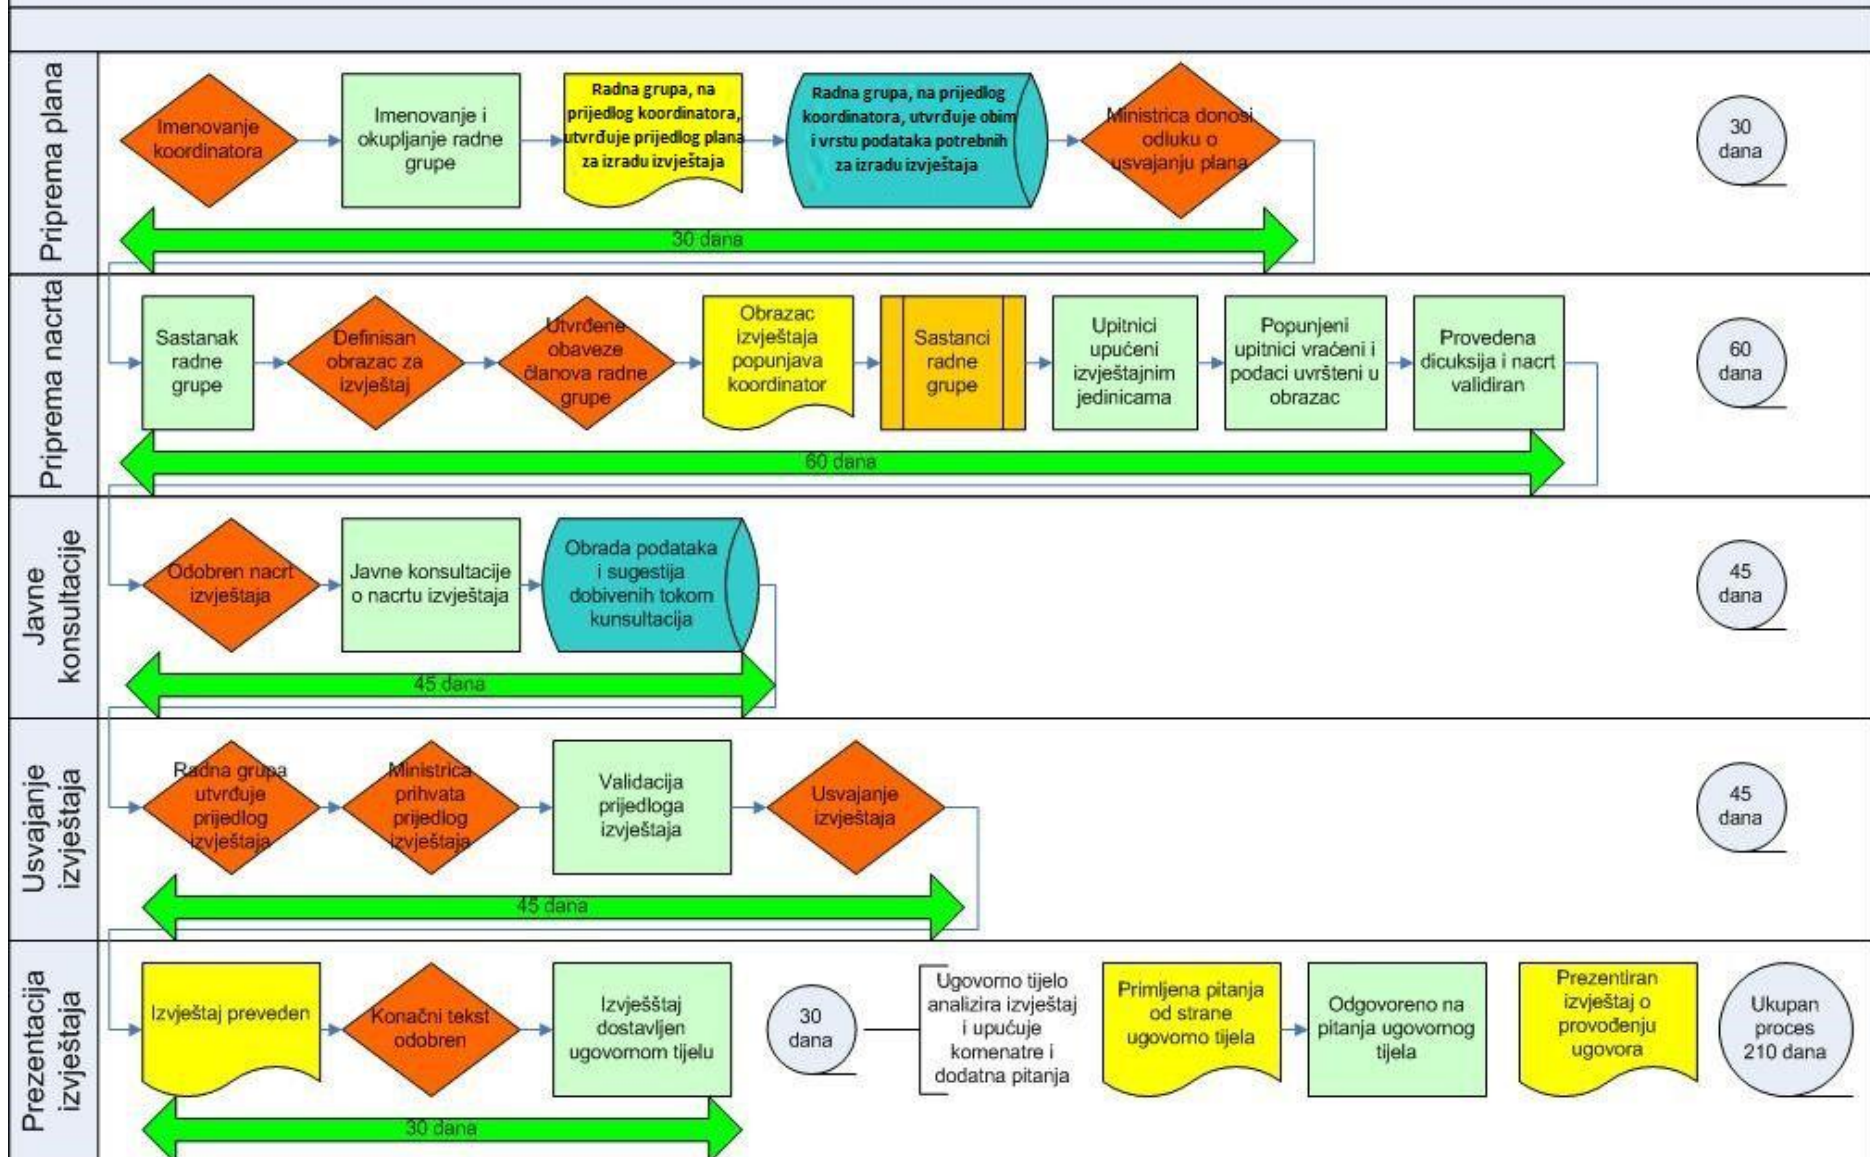 Priprema plana
Imenovanje
koordinatora
Imenovanje i
okupljanje radne
grupe
Radna grupa, na
prijedlog koordinatora,
utvrđuje prijedlog plana
za izradu izvještaja
Radna grupa, na prijedlog
koordinatora, utvrđuje obim
i vrstu podataka potrebnih
za izradu izvještaja
Ministrica donosi
odluku o
usvajanju plana
30
dana
30 dana
Priprema nacrta
Sastanak
radne
grupe
Definisan
obrazac za
izvještaj
Utvrđene
obaveze
članova radne
grupe
Obrazac
izvještaja
popunjava
koordinator
Sastanci
radne
grupe
Upitnici
upućeni
izvještajnim
jedinicama
Popunjeni
upitnici vraćeni i
podaci uvršteni u
obrazac
Provedena
dicuksija i nacrt
validiran
60
dana
60 dana
Javne
konsultacije
Odobren nacrt
izvještaja
Javne konsultacije
o nacrtu izvještaja
Obrada podataka
i sugestija
dobivenih tokom
kunsultacija
45
dana
45 dana
Usvajanje
izvještaja
Radna grupa
utvrđuje
prijedlog
izvještaja
Ministrica
prihvata
prijedlog
izvještaja
Validacija
prijedloga
izvještaja
Usvajanje
izvještaja
45
dana
45 dana
Prezentacija
izvještaja
Izvještaj preveden
Konačni tekst
odobren
Izvješštaj
dostavljen
ugovornom tijelu
30
dana
Ugovorno tijelo
analizira izvještaj
i upućuje
komenatre i
dodatna pitanja
Primljena pitanja
od strane
ugovorno tijela
Odgovoreno na
pitanja ugovornog
tijela
Prezentiran
izvještaj o
provođenju
ugovora
Ukupan
proces
210 dana
30 dana